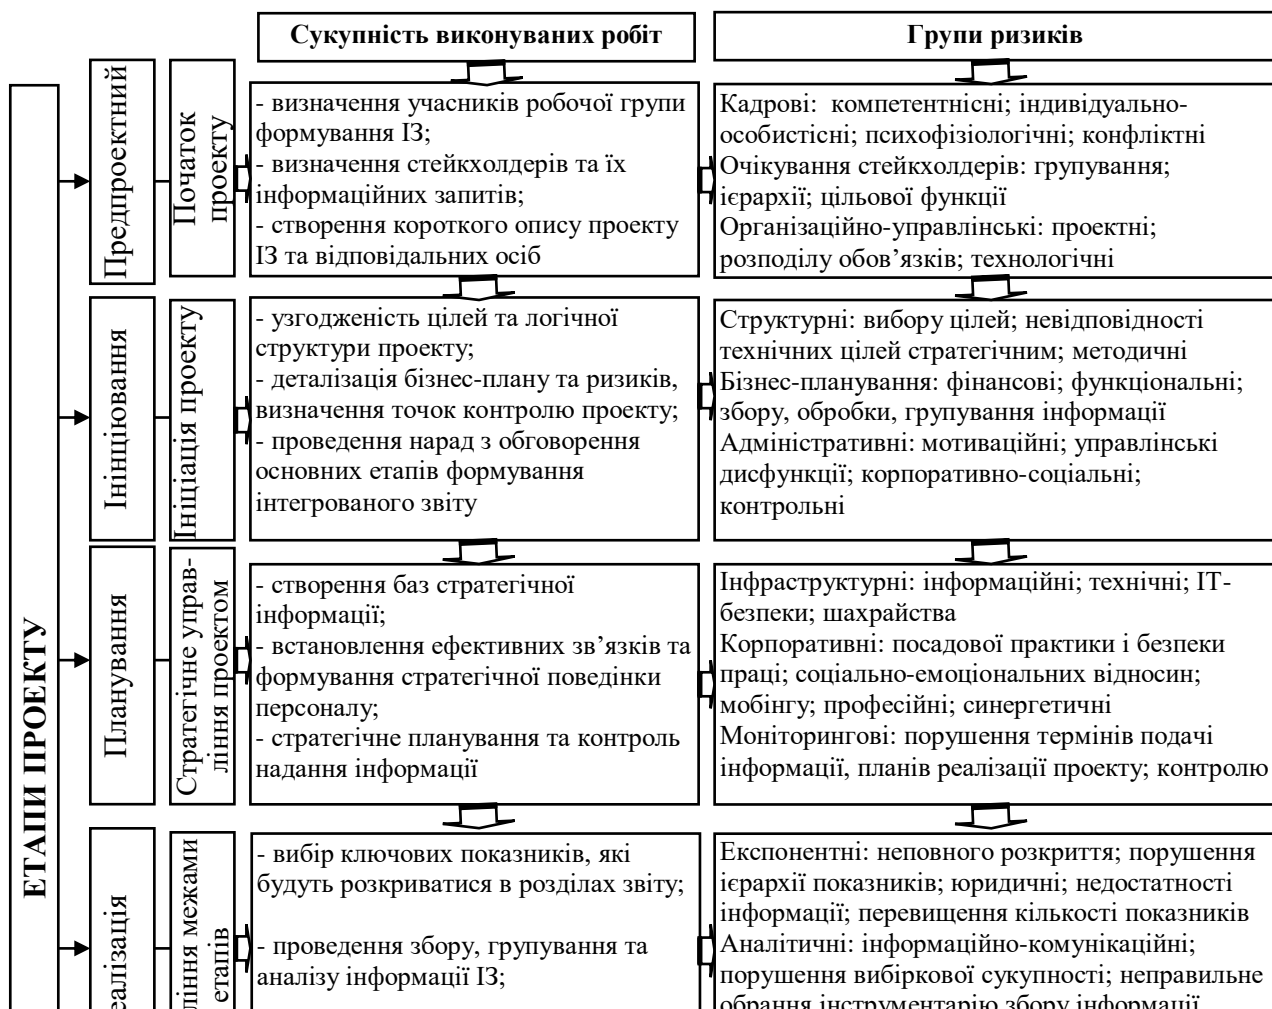 Сукупність виконуваних робіт
Групи ризиків
ЕТАПИ ПРОЕКТУ
Предпроектний
Початок
проекту
- визначення учасників робочої групи
формування ІЗ;
- визначення стейкхолдерів та їх
інформаційних запитів;
- створення короткого опису проекту
ІЗ та відповідальних осіб
Кадрові: компетентнісні; індивідуально-
особистісні; психофізіологічні; конфліктні
Очікування стейкхолдерів: групування;
ієрархії; цільової функції
Організаційно-управлінські: проектні;
розподілу обов’язків; технологічні
Ініціювання
Ініціація проекту
- узгодженість цілей та логічної
структури проекту;
- деталізація бізнес-плану та ризиків,
визначення точок контролю проекту;
- проведення нарад з обговорення
основних етапів формування
інтегрованого звіту
Структурні: вибору цілей; невідповідності
технічних цілей стратегічним; методичні
Бізнес-планування: фінансові; функціональні;
збору, обробки, групування інформації
Адміністративні: мотиваційні; управлінські
дисфункції; корпоративно-соціальні;
контрольні
Планування
Стратегічне управ-
ління проектом
- створення баз стратегічної
інформації;
- встановлення ефективних зв’язків та
формування стратегічної поведінки
персоналу;
- стратегічне планування та контроль
надання інформації
Інфраструктурні: інформаційні; технічні; ІТ-
безпеки; шахрайства
Корпоративні: посадової практики і безпеки
праці; соціально-емоціональних відносин;
мобінгу; професійні; синергетичні
Моніторингові: порушення термінів подачі
інформації, планів реалізації проекту; контролю
еалізація
ління межами
етапів
- вибір ключових показників, які
будуть розкриватися в розділах звіту;
- проведення збору, групування та
аналізу інформації ІЗ;
Експонентні: неповного розкриття; порушення
ієрархії показників; юридичні; недостатності
інформації; перевищення кількості показників
Аналітичні: інформаційно-комунікаційні;
порушення вибіркової сукупності; неправильне
обрання інструментарію збору інформації